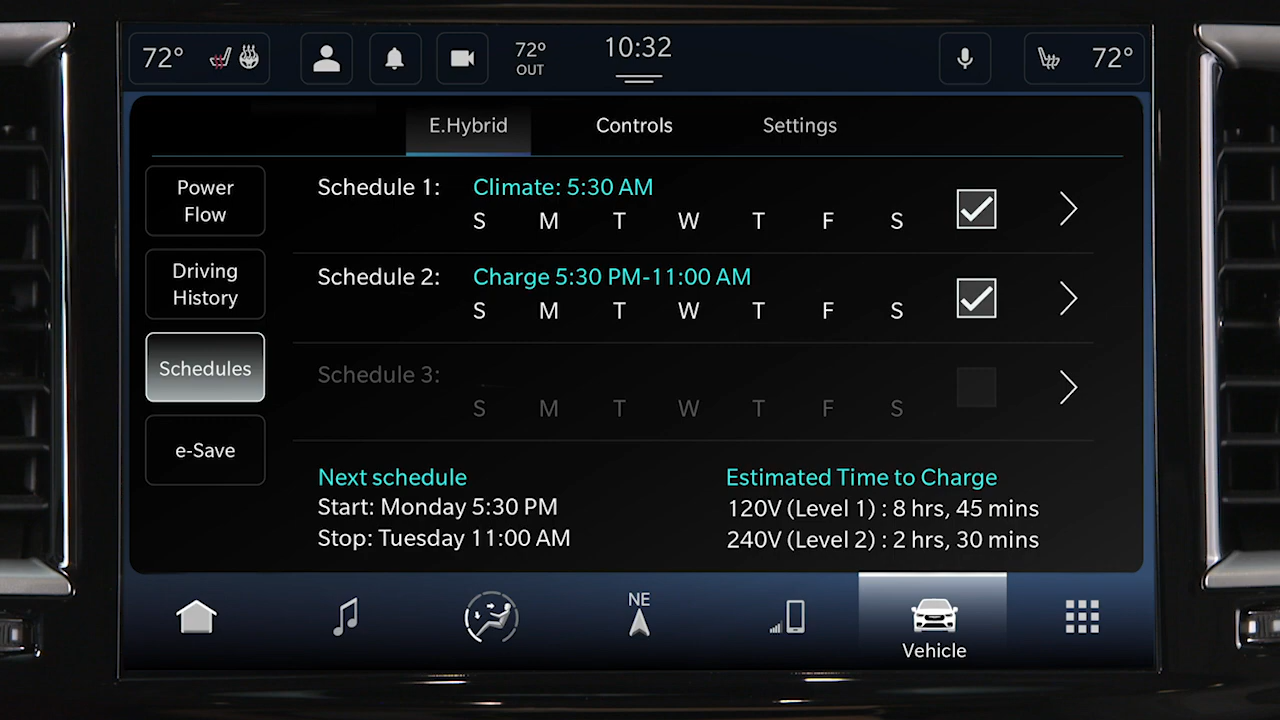 72°
72°
OUT
10:32
72°
E.Hybrid
Controls
Settings
Power
Flow
Driving
History
Schedules
e-Save
Schedule 1:
Climate: 5:30 AM
S M T W T F S
Schedule 2:
Charge 5:30 PM-11:00 AM
S M T W T F S
Schedule 3:
S M T W T F S
Next schedule
Start: Monday 5:30 PM
Stop: Tuesday 11:00 AM
Estimated Time to Charge
120V (Level 1) : 8 hrs, 45 mins
240V (Level 2) : 2 hrs, 30 mins
NE
Vehicle